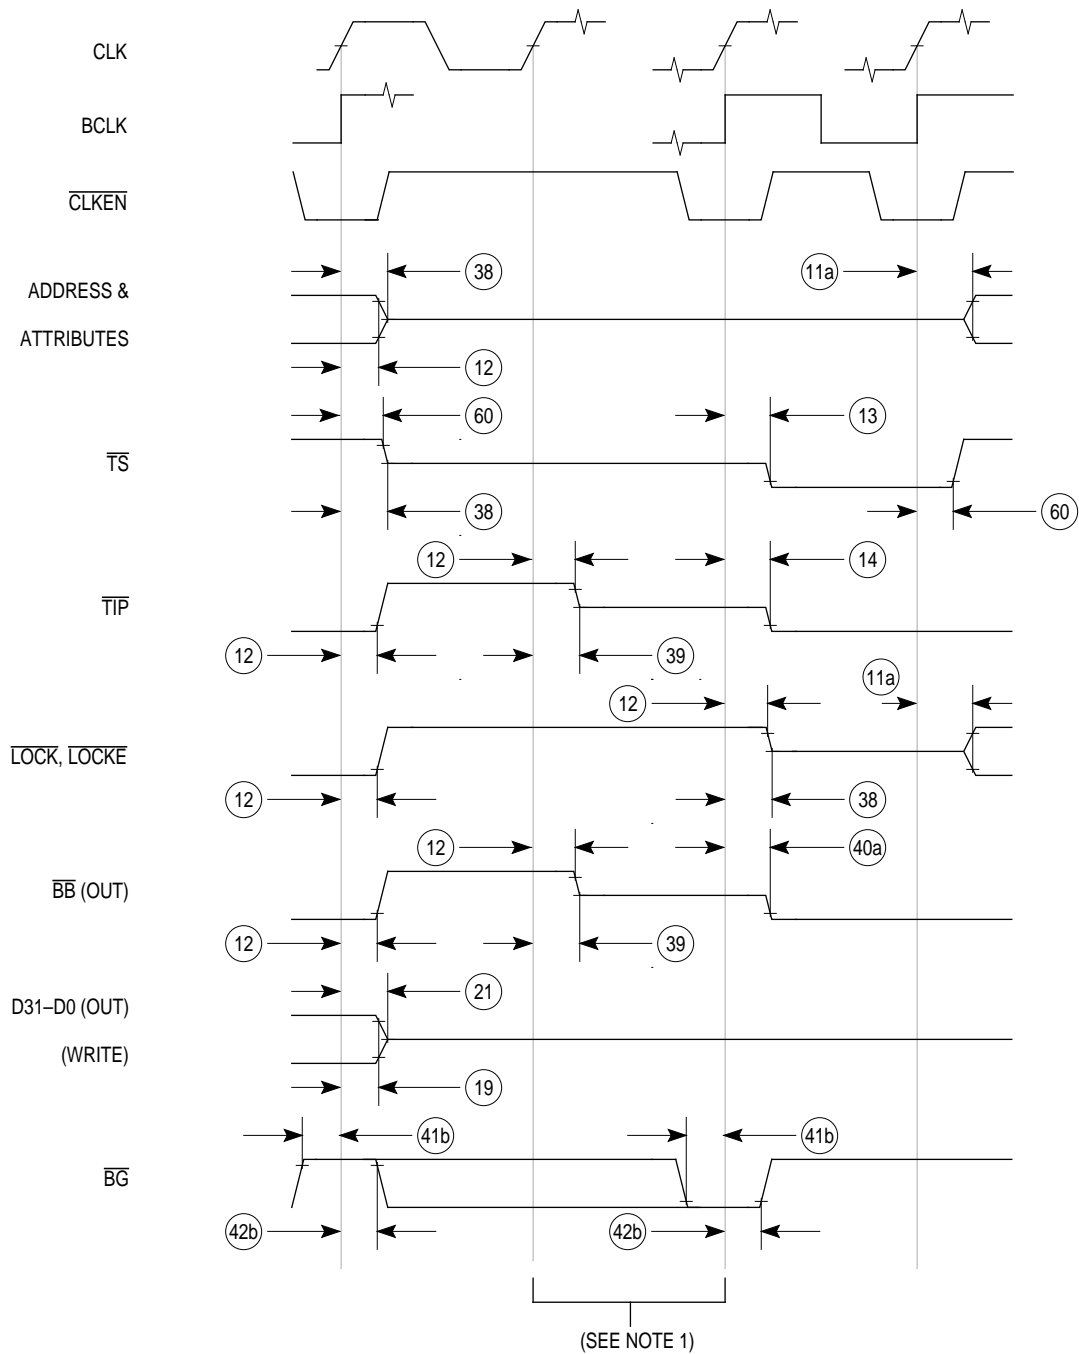 CLK
BCLK
CLKEN
38
11a
ADDRESS &
ATTRIBUTES
12
60
13
TS
38
60
12
14
TIP
12
39
11a
12
LOCK, LOCKE
12
38
12
40a
BB (OUT)
12
39
21
D31–D0 (OUT)
(WRITE)
19
41b
41b
BG
42b
42b
(SEE NOTE 1)